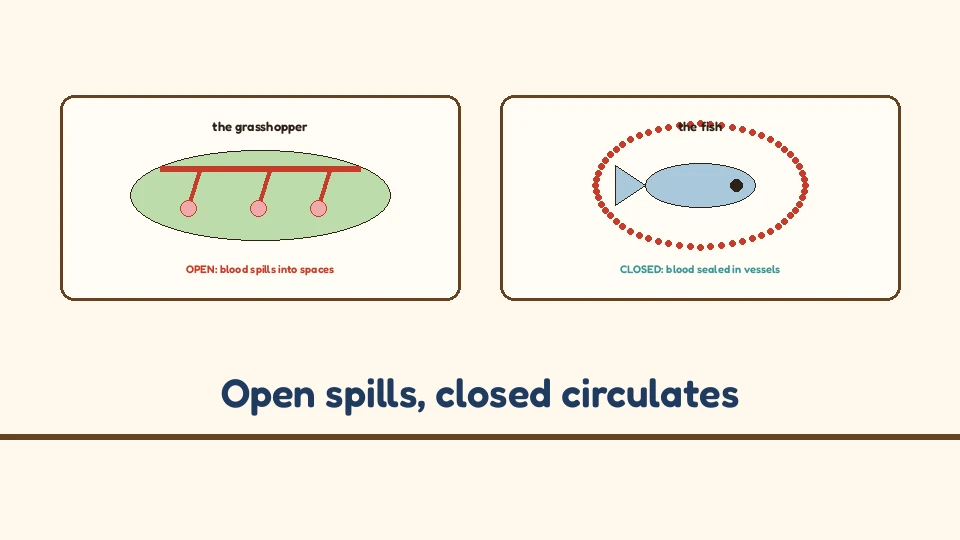 the grasshopper
OPEN: blood spills into spaces
the fish
CLOSED: blood sealed in vessels
Open spills, closed circulates